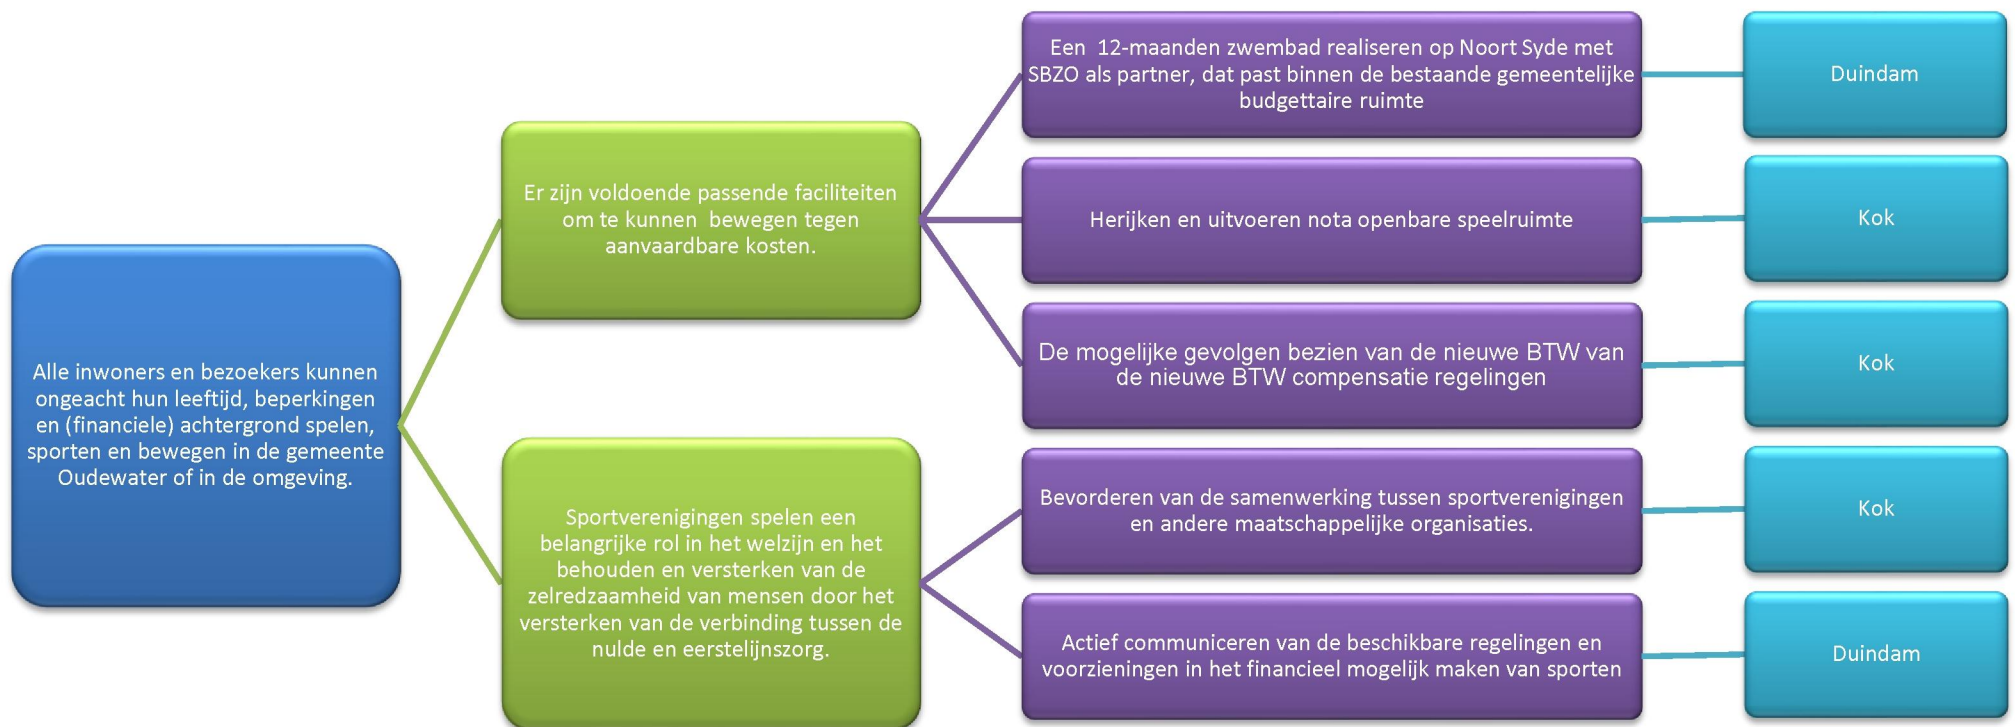 Alle inwoners en bezoekers kunnen
ongeacht hun leeftijd, beperkingen
en (financiele) achtergrond spelen,
sporten en bewegen in de gemeente
Oudewater of in de omgeving.
Er zijn voldoende passende faciliteiten
om te kunnen bewegen tegen
aanvaardbare kosten.
Een 12-maanden zwembad realiseren op Noort Syde met
SBZO als partner, dat past binnen de bestaande gemeentelijke
budgettaire ruimte
Duindam
Herijken en uitvoeren nota openbare speelruimte
Kok
De mogelijke gevolgen bezien van de nieuwe BTW van
de nieuwe BTW compensatie regelingen
Kok
Sportverenigingen spelen een
belangrijke rol in het welzijn en het
behouden en versterken van de
zelredzaamheid van mensen door het
versterken van de verbinding tussen de
nulde en eerstelijnszorg.
Bevorderen van de samenwerking tussen sportverenigingen
en andere maatschappelijke organisaties.
Kok
Actief communiceren van de beschikbare regelingen en
voorzieningen in het financieel mogelijk maken van sporten
Duindam